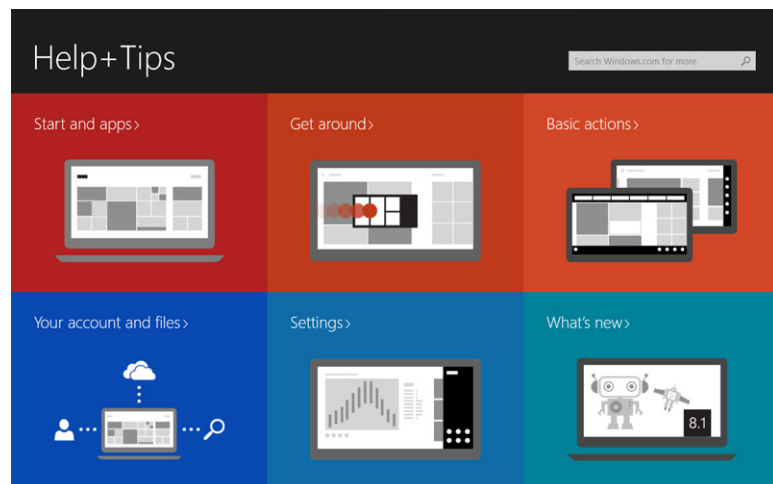 Help+Tips
Search Windows.com for more
Start and apps>
Get around>
Basic actions>
Your account and files>
Settings>
What's new>
8.1